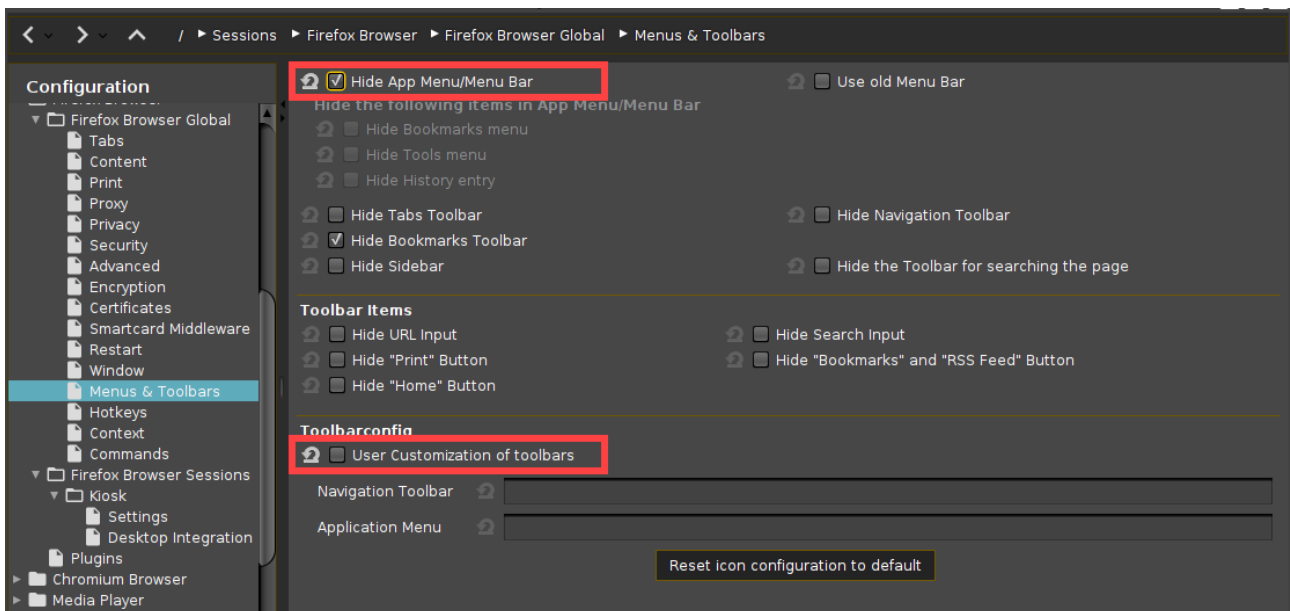 / Sessions Firefox Browser Firefox Browser Global Menus & Toolbars
Configuration
Firefox Browser
Firefox Browser Global
Tabs
Content
Print
Proxy
Privacy
Security
Advanced
Encryption
Certificates
Smartcard Middleware
Restart
Window
Menus & Toolbars
Hotkeys
Context
Commands
Firefox Browser Sessions
Kiosk
Settings
Desktop Integration
Plugins
Chromium Browser
Media Player
Hide App Menu/Menu Bar
Use old Menu Bar
Hide the following items in App Menu/Menu Bar
Hide Bookmarks menu
Hide Tools menu
Hide History entry
Hide Tabs Toolbar
Hide Navigation Toolbar
Hide Bookmarks Toolbar
Hide Sidebar
Hide the Toolbar for searching the page
Toolbar Items
Hide URL Input
Hide Search Input
Hide "Print" Button
Hide "Bookmarks" and "RSS Feed" Button
Hide "Home" Button
Toolbarconfig
User Customization of toolbars
Navigation Toolbar
Application Menu
Reset icon configuration to default